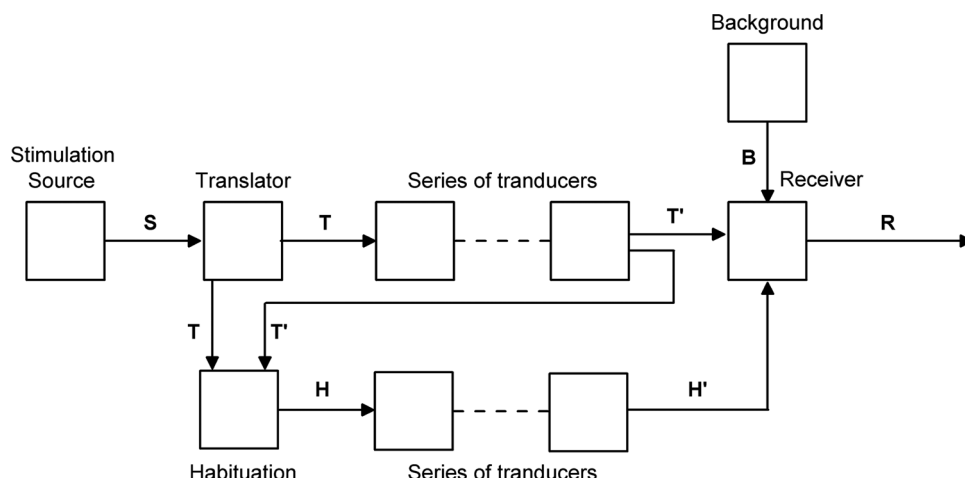 Background
Stimulation
Source
Translator
Series of tranducers
Receiver
B
S
T
T'
R
T
T'
H
H'
Habituation
Series of tranducers